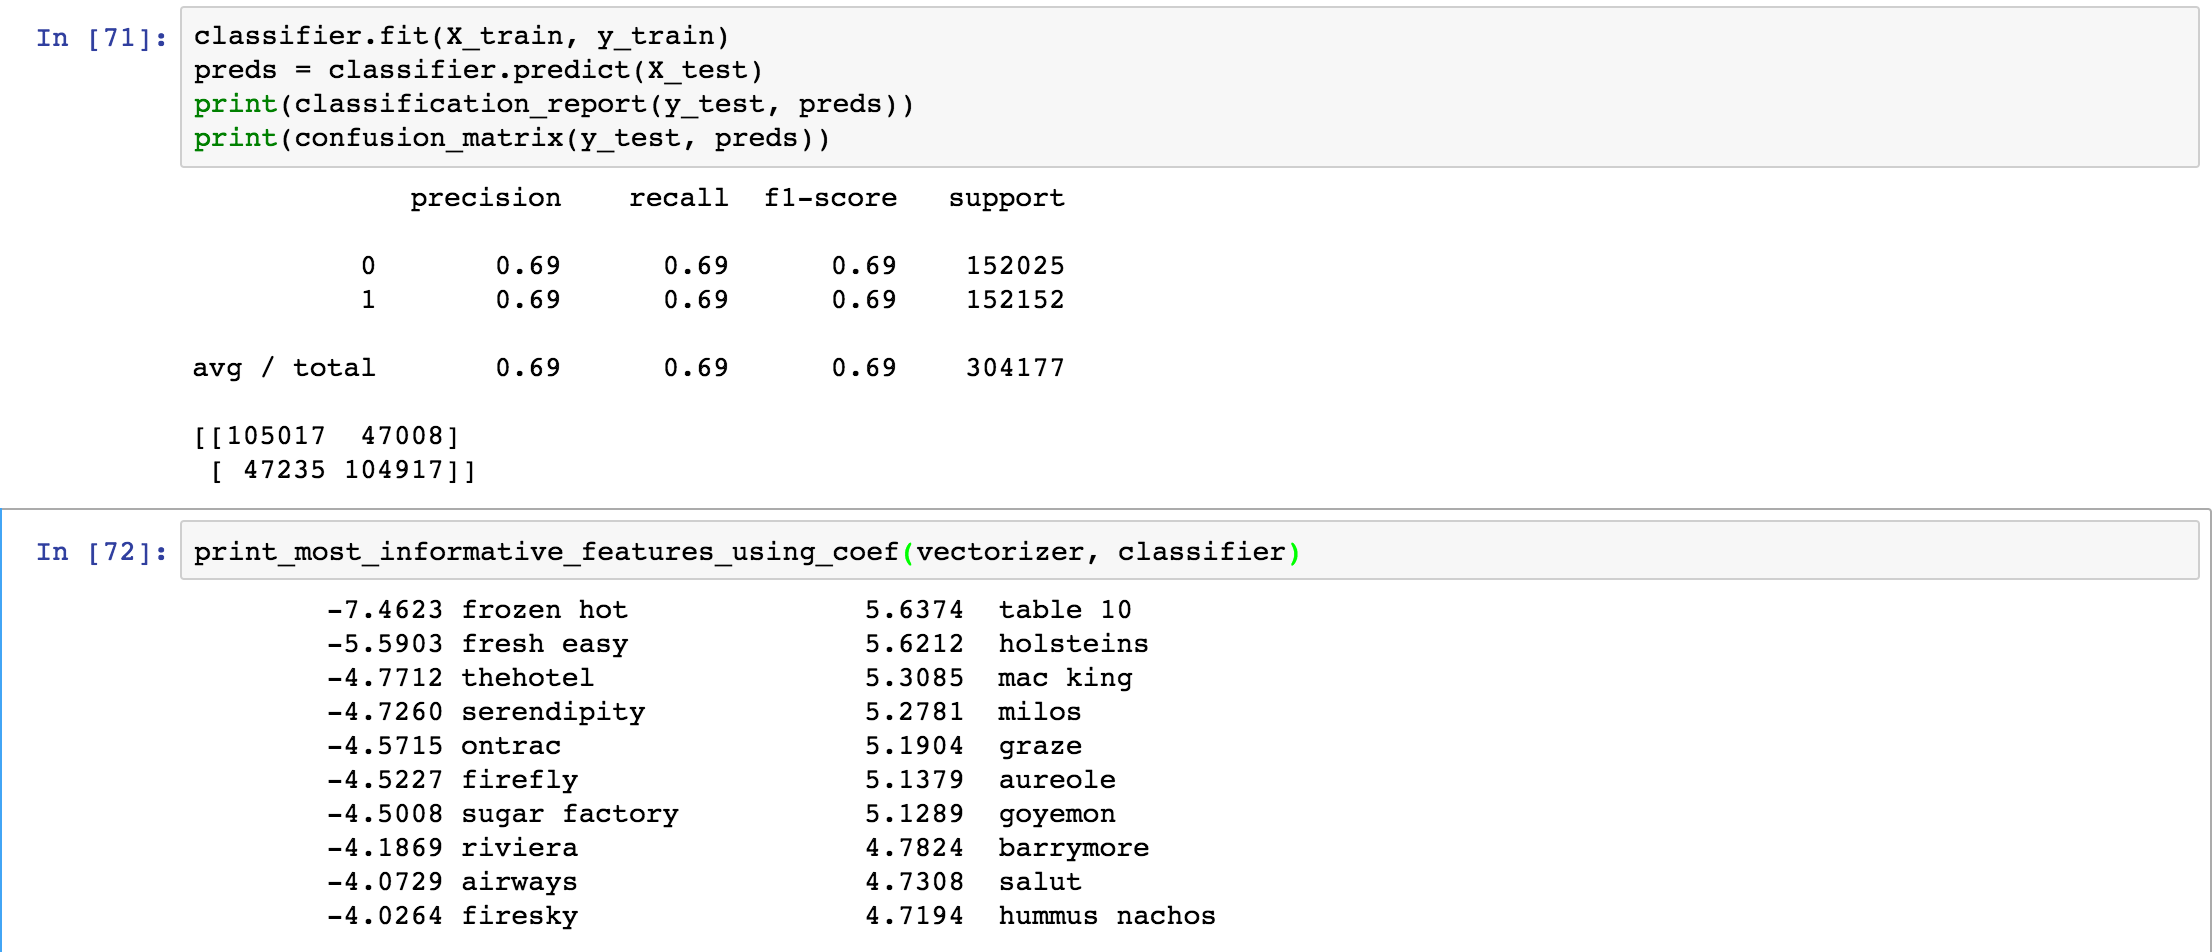 In [71]: classifier.fit(X_train, y_train)
preds = classifier.predict(X_test)
print(classification_report(y_test, preds))
print(confusion_matrix(y_test, preds))
precision recall f1-score support
0 0.69 0.69 0.69 152025
1 0.69 0.69 0.69 152152
avg / total 0.69 0.69 0.69 304177
[[105017 47008]
[ 47235 104917]]
In [72]: print_most_informative_features_using_coef(vectorizer, classifier)
-7.4623 frozen hot 5.6374 table 10
-5.5903 fresh easy 5.6212 holsteins
-4.7712 thehotel 5.3085 mac king
-4.7260 serendipity 5.2781 milos
-4.5715 ontrac 5.1904 graze
-4.5227 firefly 5.1379 aureole
-4.5008 sugar factory 5.1289 goyemon
-4.1869 riviera 4.7824 barrymore
-4.0729 airways 4.7308 salut
-4.0264 firesky 4.7194 hummus nachos